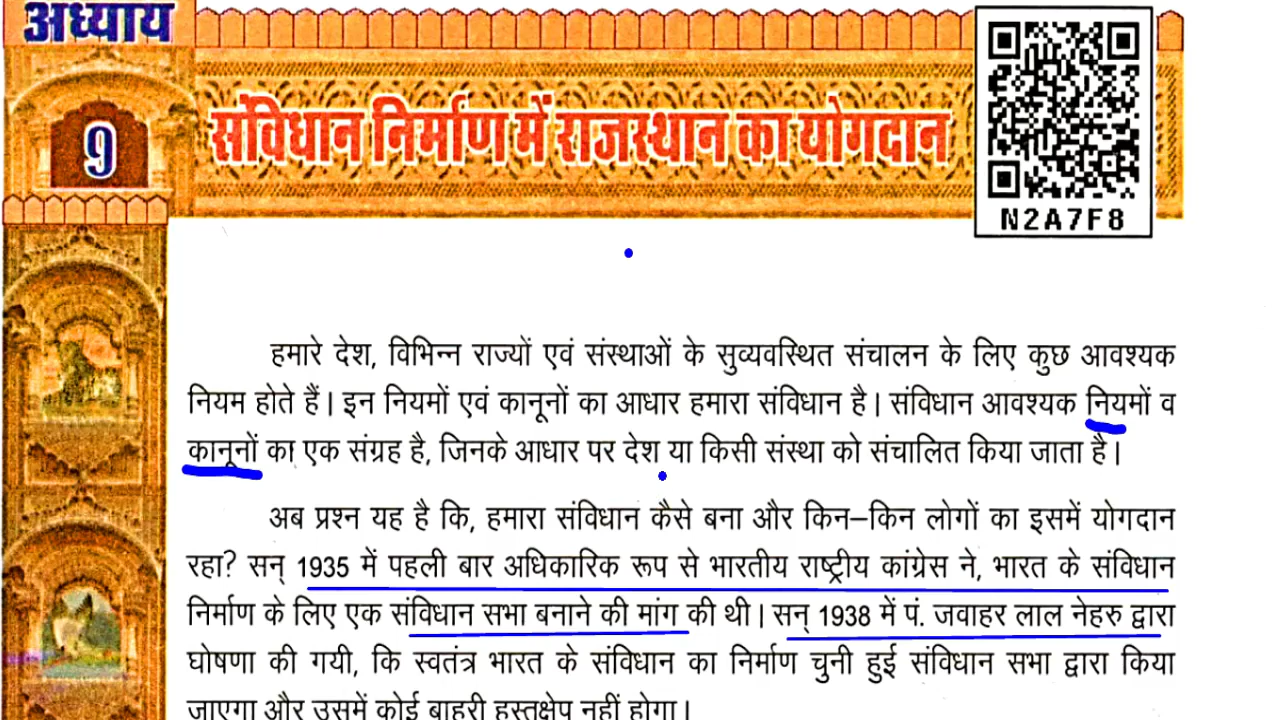 अध्याय
9
संविधान निर्माण में राजस्थान का योगदान
N2A7F8
हमारे देश, विभिन्न राज्यों एवं संस्थाओं के सुव्यवस्थित संचालन के लिए कुछ आवश्यक
नियम होते हैं। इन नियमों एवं कानूनों का आधार हमारा संविधान है। संविधान आवश्यक नियमों व
कानूनों का एक संग्रह है, जिनके आधार पर देश या किसी संस्था को संचालित किया जाता है।
अब प्रश्न यह है कि, हमारा संविधान कैसे बना और किन–किन लोगों का इसमें योगदान
रहा? सन् 1935 में पहली बार अधिकारिक रूप से भारतीय राष्ट्रीय कांग्रेस ने, भारत के संविधान
निर्माण के लिए एक संविधान सभा बनाने की मांग की थी। सन् 1938 में पं. जवाहर लाल नेहरु द्वारा
घोषणा की गयी, कि स्वतंत्र भारत के संविधान का निर्माण चुनी हुई संविधान सभा द्वारा किया
जाएगा और उसमें कोई बाहरी हस्तक्षेप नहीं होगा।